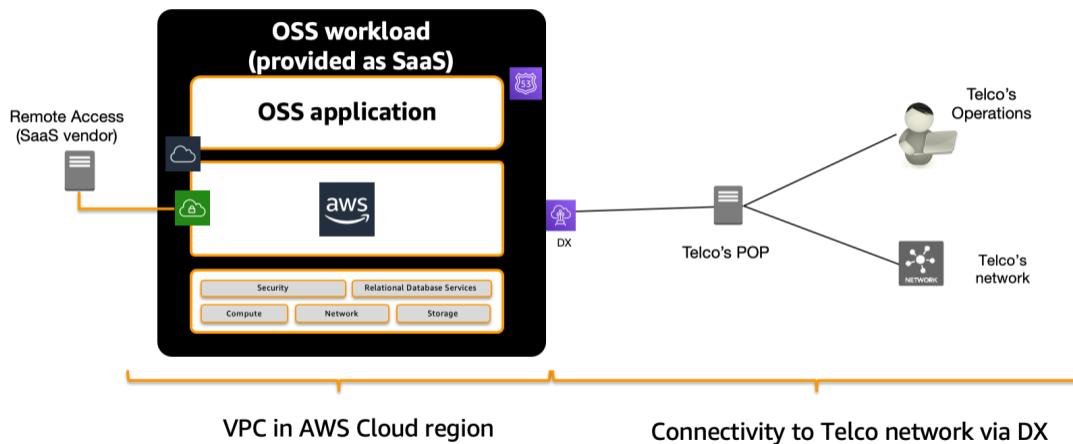 OSS workload
(provided as SaaS)
53
OSS application
Remote Access
(SaaS vendor)
aws
Security
Relational Database Services
Compute
Network
Storage
DX
Telco's POP
Telco's
Operations
NETWORK
Telco's
network
VPC in AWS Cloud region
Connectivity to Telco network via DX